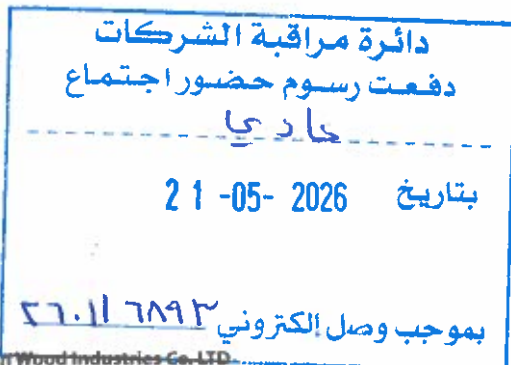 دائرة مراقبة الشركات
دفعت رسوم حضور اجتماع
عادي
بتاريخ 21 -05- 2026
بموجب وصل إلكتروني ٢٦٠١١٦٨٩٣
Wood Industries Co. LTD